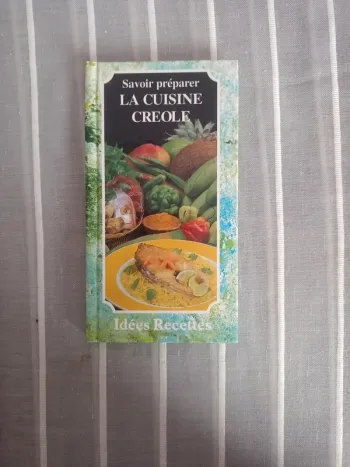 Savoir préparer
LA CUISINE
CREOLE
Idées Recettes